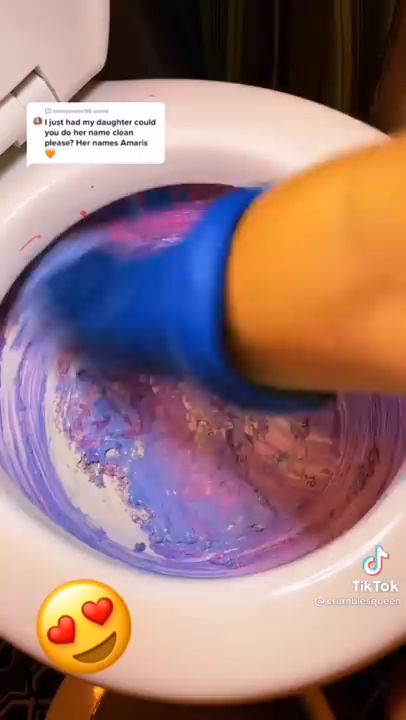 I just had my daughter could
you do her name clean
please? Her names Amaris
🧡
TikTok
@crumblesqueen